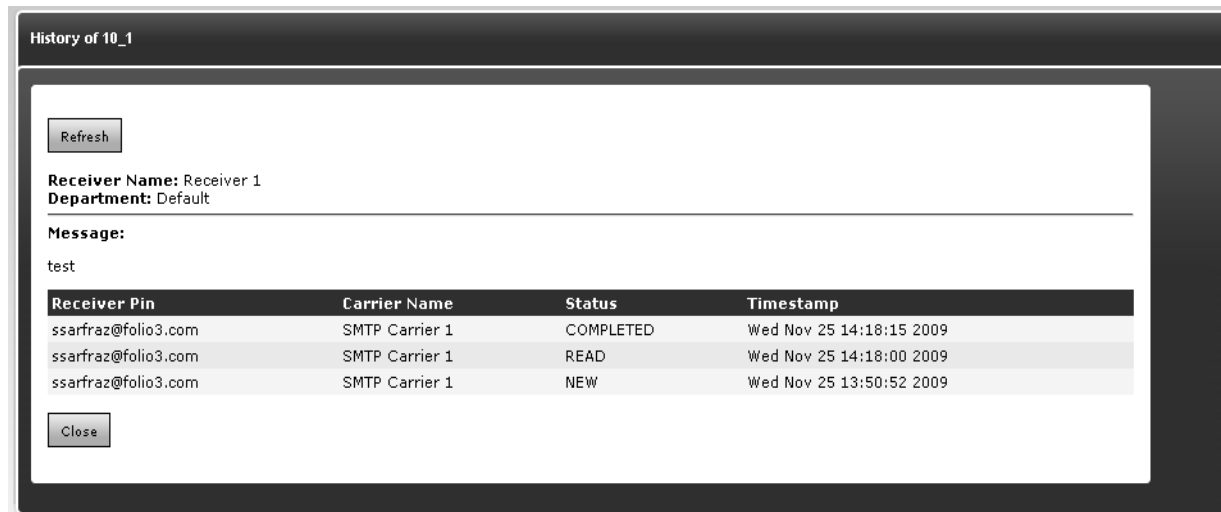 History of 10_1
Refresh
Receiver Name: Receiver 1
Department: Default
Message:
test
Receiver Pin Carrier Name Status Timestamp
ssarfraz@folio3.com SMTP Carrier 1 COMPLETED Wed Nov 25 14:18:15 2009
ssarfraz@folio3.com SMTP Carrier 1 READ Wed Nov 25 14:18:00 2009
ssarfraz@folio3.com SMTP Carrier 1 NEW Wed Nov 25 13:50:52 2009
Close